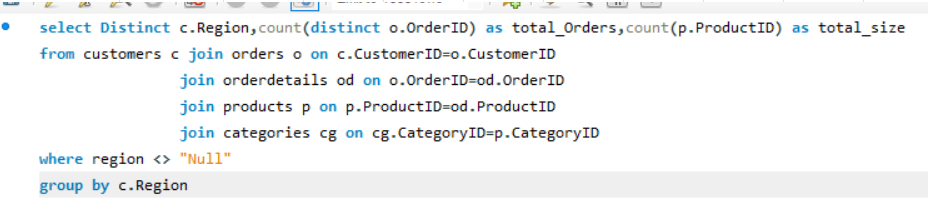 select Distinct c.Region,count(distinct o.OrderID) as total_Orders,count(p.ProductID) as total_size
from customers c join orders o on c.CustomerID=o.CustomerID
join orderdetails od on o.OrderID=od.OrderID
join products p on p.ProductID=od.ProductID
join categories cg on cg.CategoryID=p.CategoryID
where region <> "Null"
group by c.Region